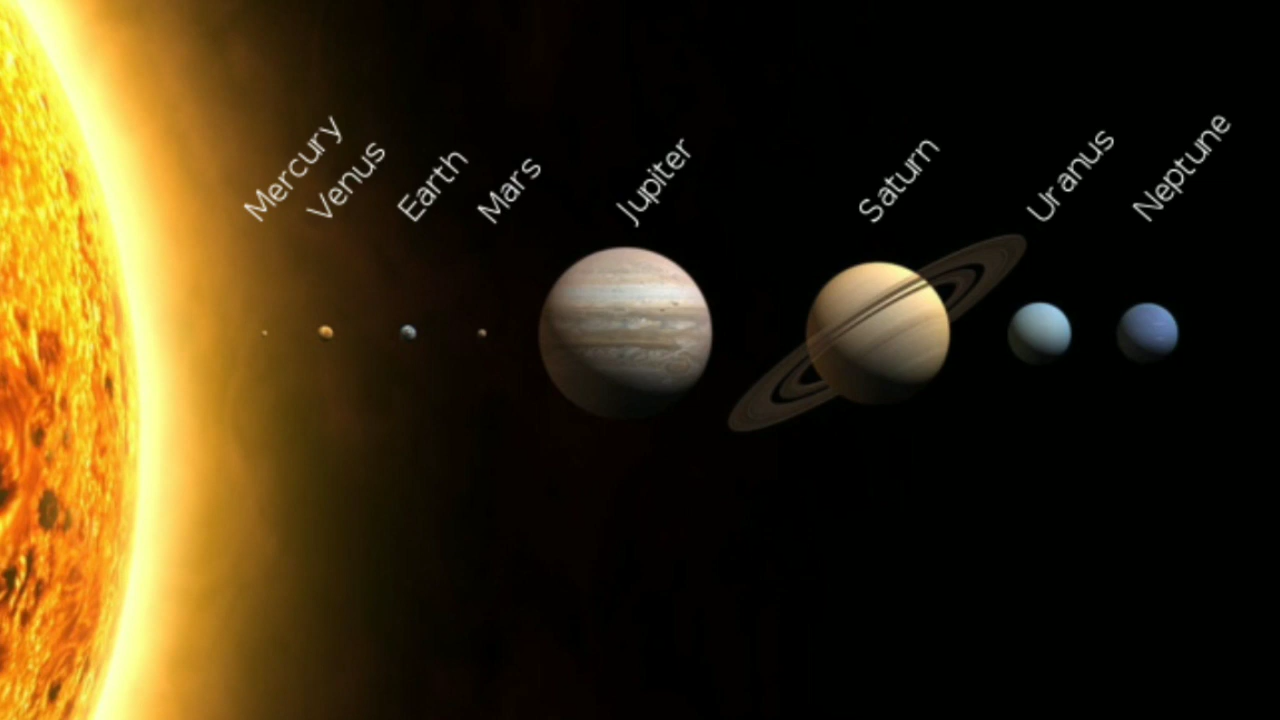 Mercury
Venus
Earth
Mars
Jupiter
Saturn
Uranus
Neptune